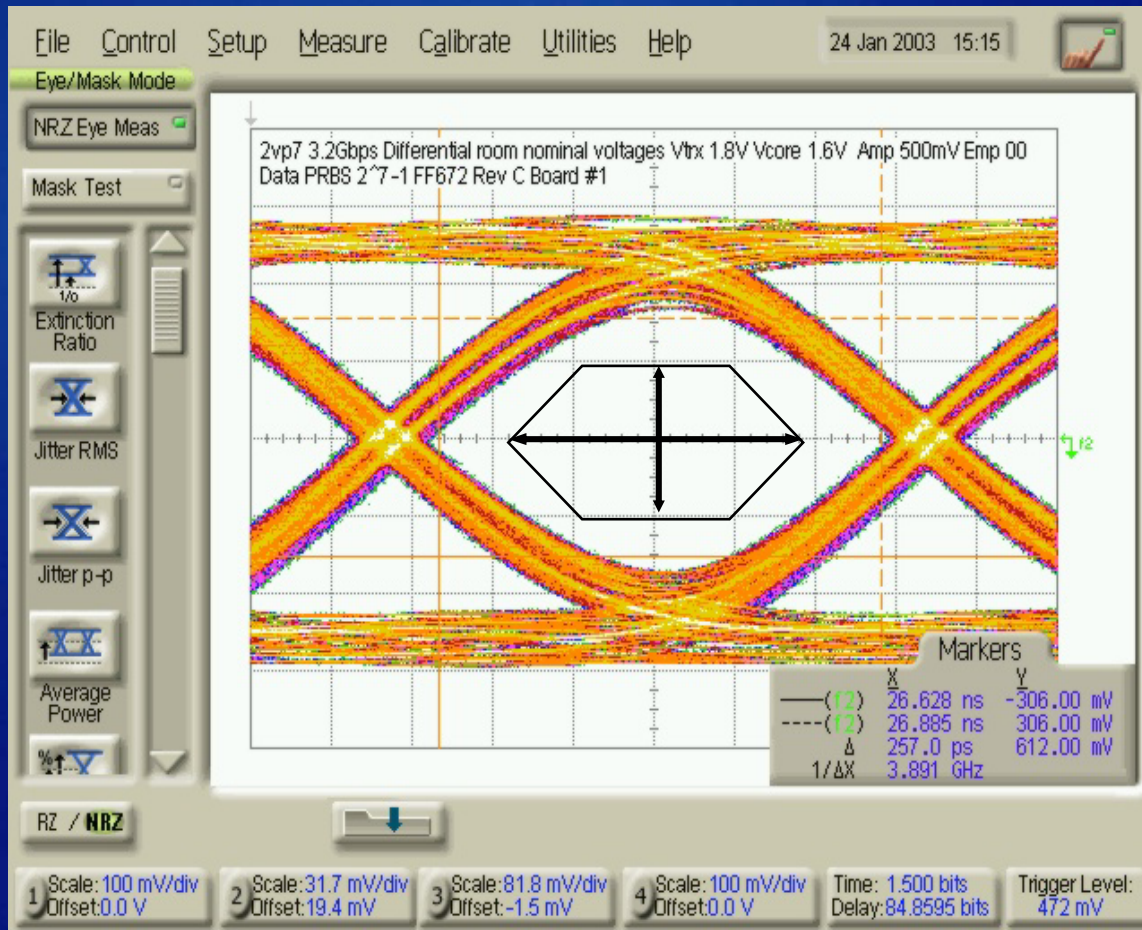 File Control Setup Measure Calibrate Utilities Help 24 Jan 2003 15:15
Eye/Mask Mode
NRZ Eye Meas
Mask Test
2vp7 3.2Gbps Differential room nominal voltages Vtrx 1.8V Vcore 1.6V Amp 500mV Emp 00
Data PRBS 2^7-1 FF672 Rev C Board #1
1/0
Extinction
Ratio
Jitter RMS
f2
Jitter p-p
Average
Power
%
Markers
X Y
(f2) 26.628 ns -306.00 mV
(f2) 26.885 ns 306.00 mV
Δ 257.0 ps 612.00 mV
1/ΔX 3.891 GHz
RZ / NRZ
1 Scale:100 mV/div 2 Scale:31.7 mV/div 3 Scale:81.8 mV/div 4 Scale:100 mV/div Time: 1.500 bits Trigger Level:
Offset:0.0 V Offset:19.4 mV Offset:-1.5 mV Offset:0.0 V Delay:84.8595 bits 472 mV